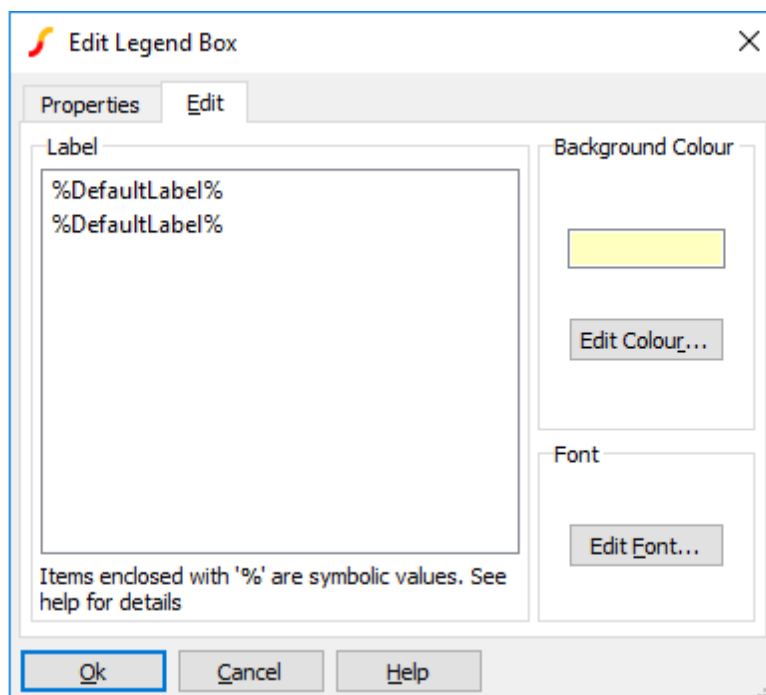 Edit Legend Box
Properties
Edit
Label
%DefaultLabel%
%DefaultLabel%
Items enclosed with '%' are symbolic values. See
help for details
Background Colour
Edit Colour...
Font
Edit Font...
Ok
Cancel
Help